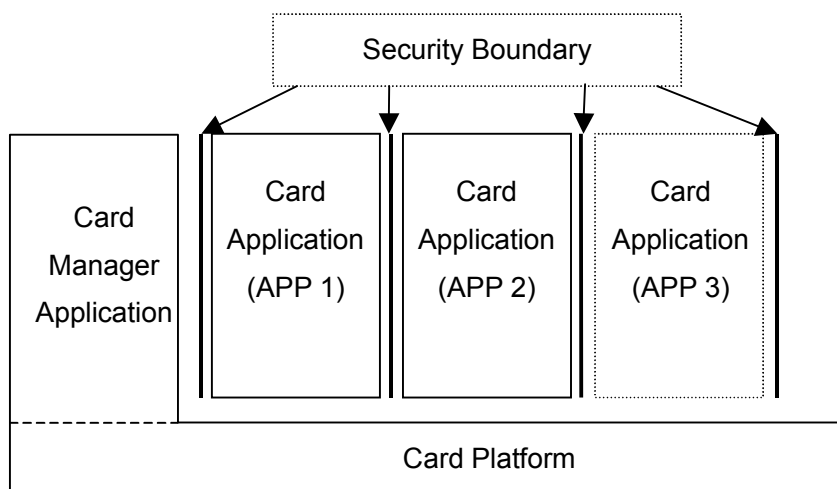 Security Boundary
Card
Manager
Application
Card
Application
(APP 1)
Card
Application
(APP 2)
Card
Application
(APP 3)
Card Platform